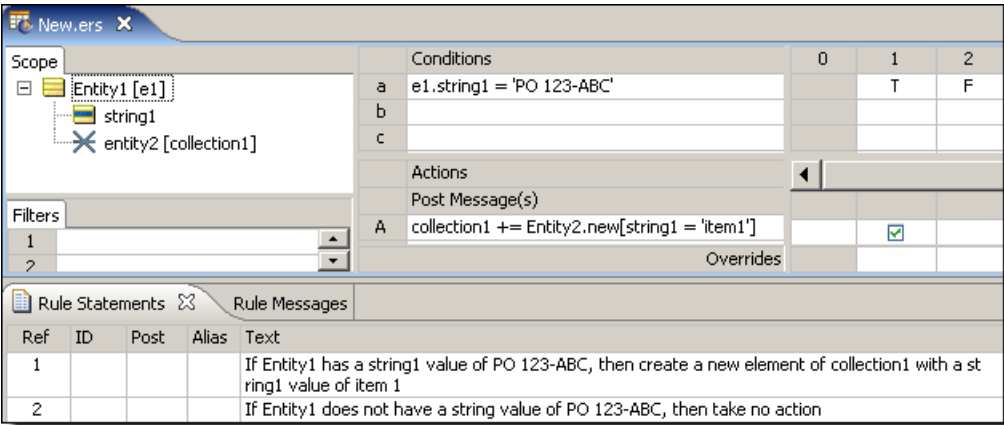 New.ers
Scope
Entity1 [e1]
string1
entity2 [collection1]
Filters
1
2
Conditions 0 1 2
a e1.string1 = 'PO 123-ABC' T F
b
c
Actions
Post Message(s)
A collection1 += Entity2.new[string1 = 'item1']
Overrides
Rule Statements Rule Messages
Ref ID Post Alias Text
1 If Entity1 has a string1 value of PO 123-ABC, then create a new element of collection1 with a st
ring1 value of item 1
2 If Entity1 does not have a string value of PO 123-ABC, then take no action